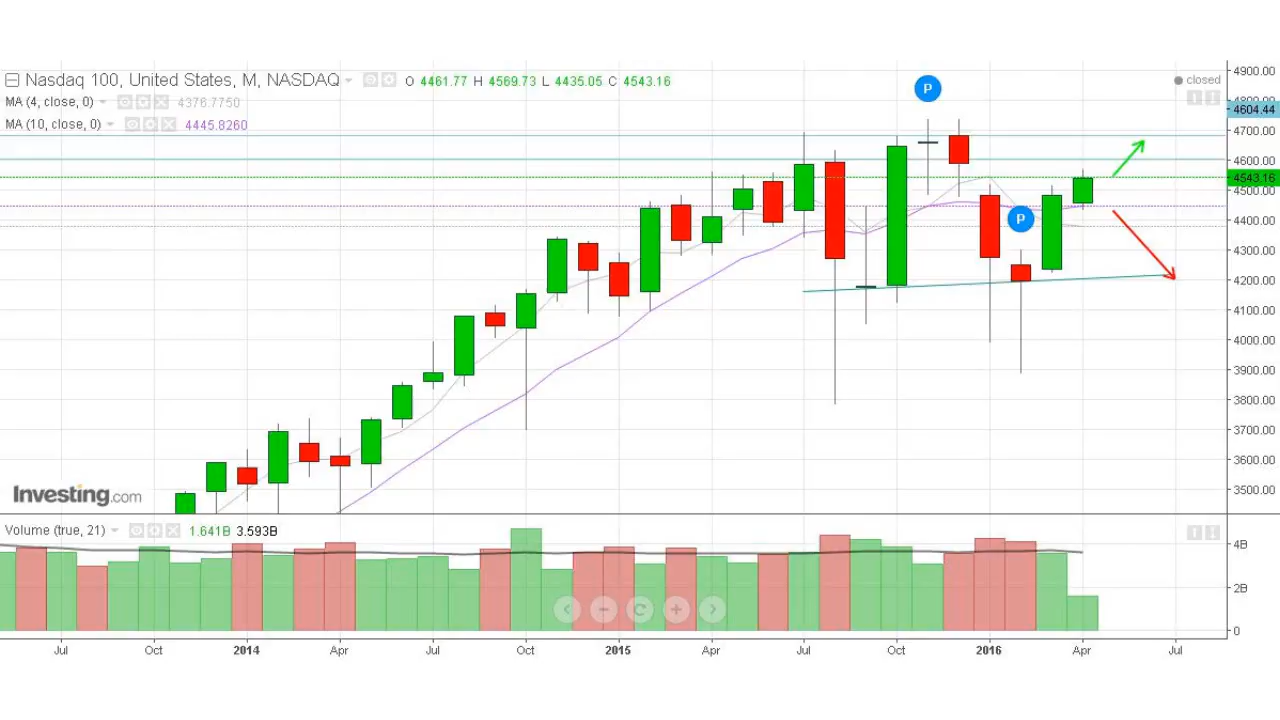 Nasdaq 100, United States, M, NASDAQ O 4461.77 H 4569.73 L 4435.05 C 4543.16
MA (4, close, 0) 4376.7750
MA (10, close, 0) 4445.8260
P
P
closed
4900.00
4800.00
4604.44
4700.00
4600.00
4543.16
4500.00
4400.00
4300.00
4200.00
4100.00
4000.00
3900.00
3800.00
3700.00
3600.00
3500.00
Investing.com
Volume (true, 21) 1.641B 3.593B
4B
2B
0
Jul Oct 2014 Apr Jul Oct 2015 Apr Jul Oct 2016 Apr Jul